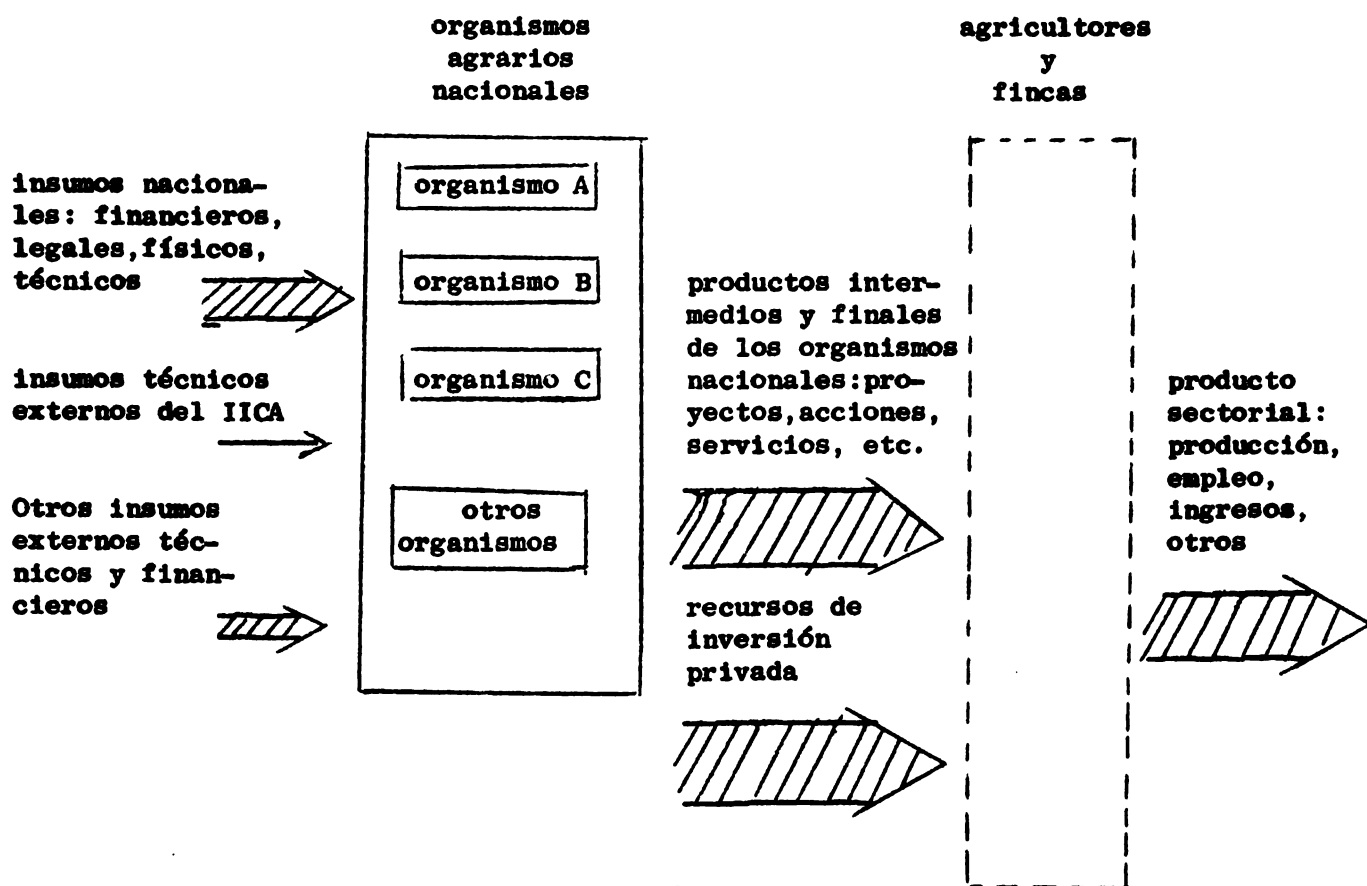 organismos
agrarios
nacionales
agricultores
y
fincas
insumos naciona-
les: financieros,
legales, físicos,
técnicos
insumos técnicos
externos del IICA
Otros insumos
externos téc-
nicos y finan-
cieros
organismo A
organismo B
organismo C
otros
organismos
productos inter-
medios y finales
de los organismos
nacionales:pro-
yectos,acciones,
servicios, etc.
recursos de
inversión
privada
producto
sectorial:
producción,
empleo,
ingresos,
otros